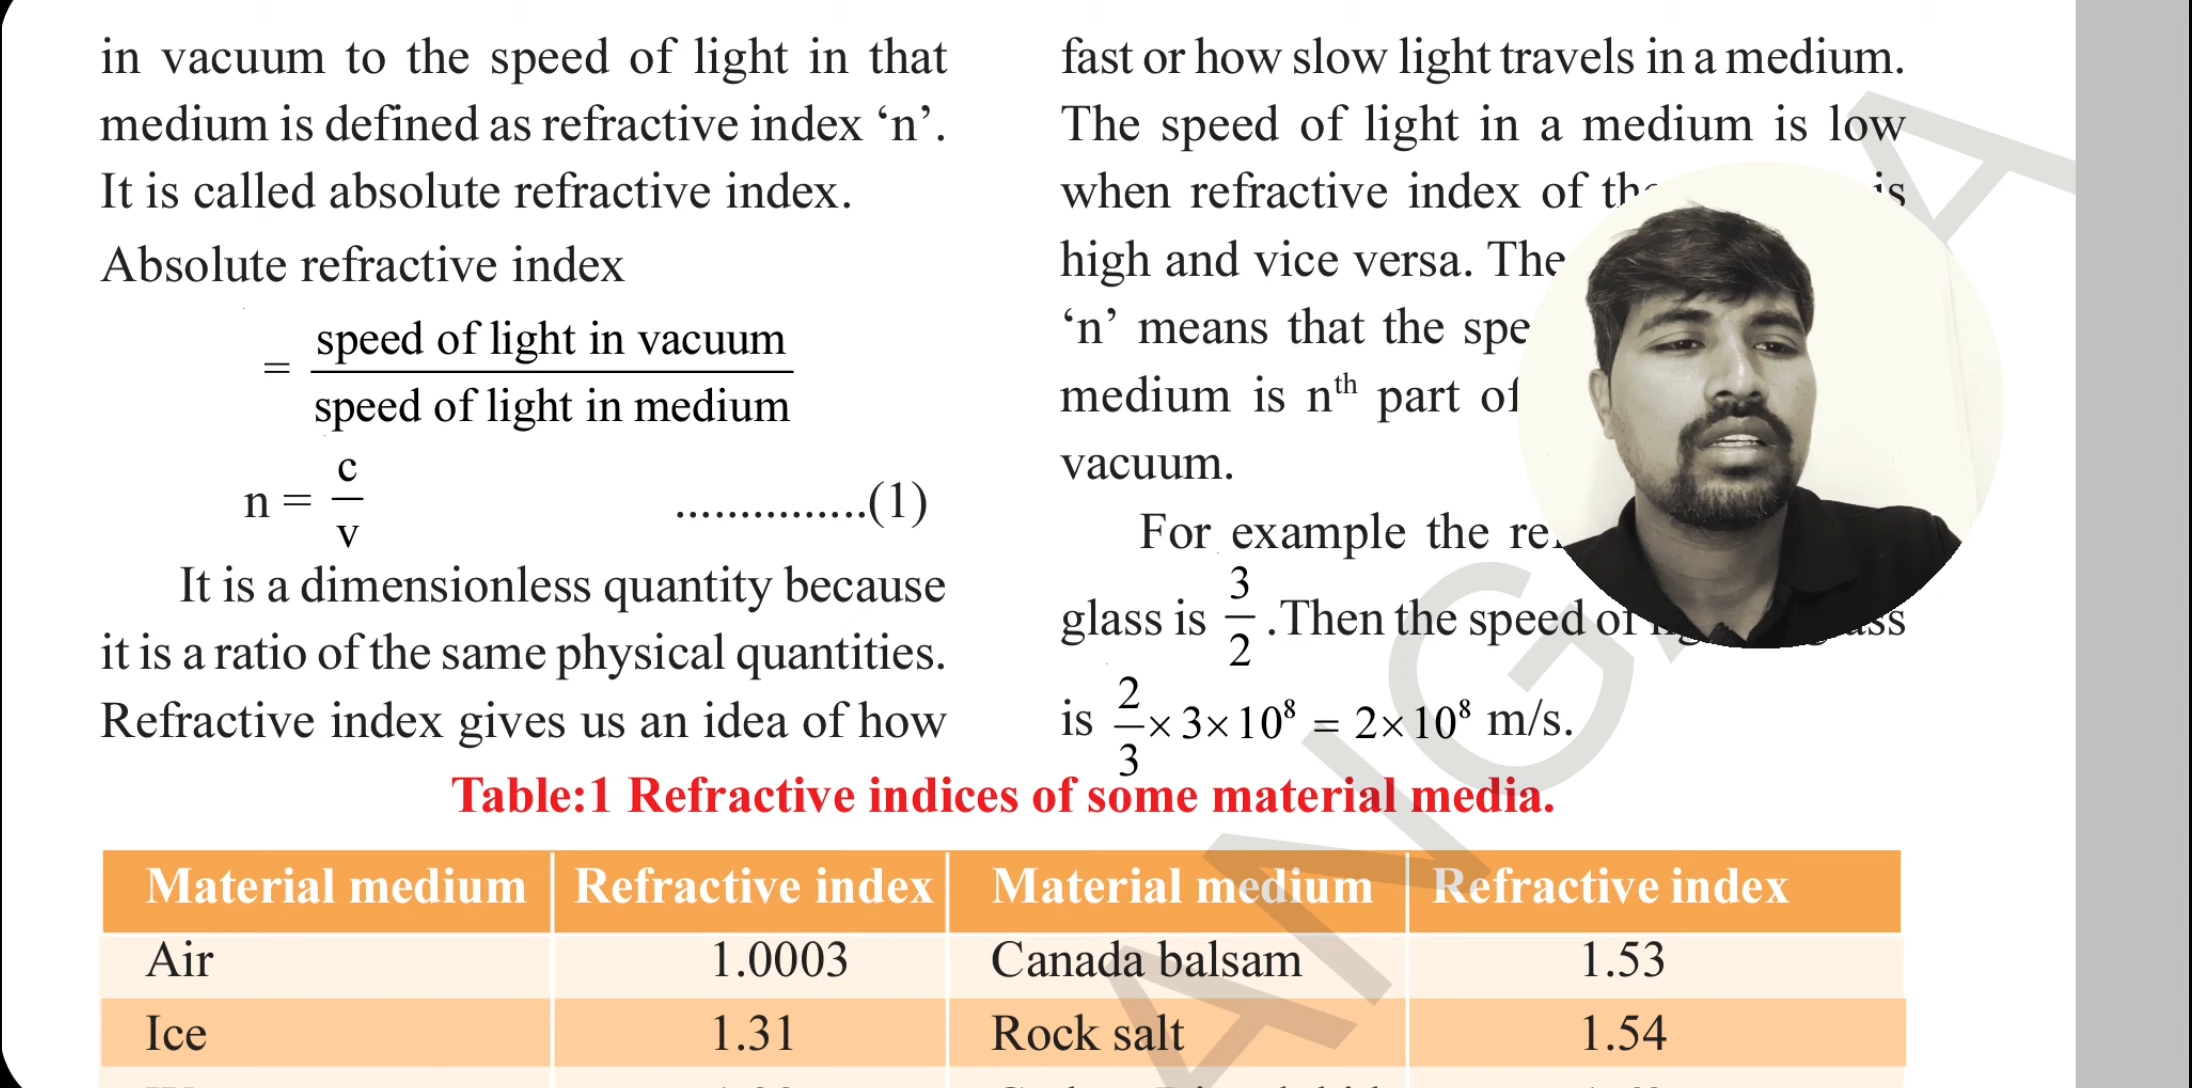 in vacuum to the speed of light in that
medium is defined as refractive index ‘n’.
It is called absolute refractive index.
Absolute refractive index
= speed of light in vacuum / speed of light in medium
n = c / v ...............(1)
It is a dimensionless quantity because
it is a ratio of the same physical quantities.
Refractive index gives us an idea of how
fast or how slow light travels in a medium.
The speed of light in a medium is low
when refractive index of is
high and vice versa. The
‘n’ means that the
medium is nth part
vacuum.
For example the
glass is 3/2 .Then the speed
is 2/3 × 3×10⁸ = 2×10⁸ m/s.
Table:1 Refractive indices of some material media.
Material medium Refractive index Material medium Refractive index
Air 1.0003 Canada balsam 1.53
Ice 1.31 Rock salt 1.54
ANGA